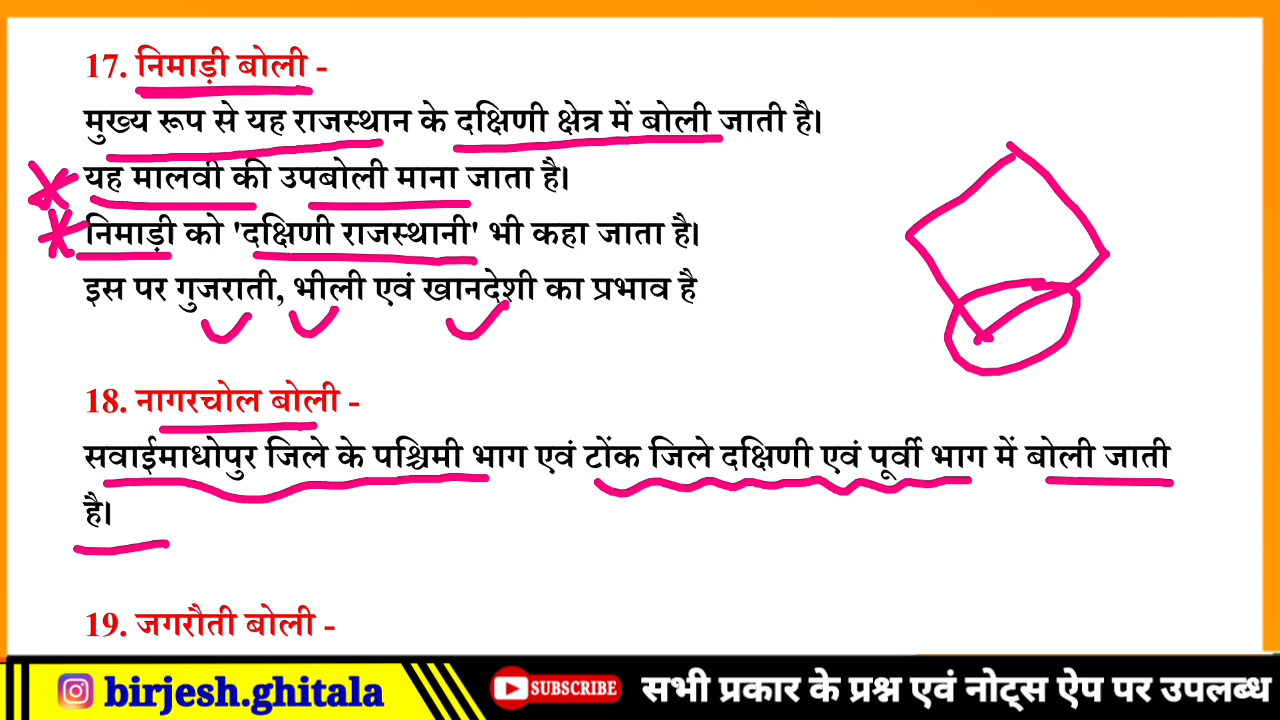 17. निमाड़ी बोली -
मुख्य रूप से यह राजस्थान के दक्षिणी क्षेत्र में बोली जाती है।
यह मालवी की उपबोली माना जाता है।
निमाड़ी को 'दक्षिणी राजस्थानी' भी कहा जाता है।
इस पर गुजराती, भीली एवं खानदेशी का प्रभाव है
18. नागरचोल बोली -
सवाईमाधोपुर जिले के पश्चिमी भाग एवं टोंक जिले दक्षिणी एवं पूर्वी भाग में बोली जाती
है।
19. जगरौती बोली -
birjesh.ghitala SUBSCRIBE सभी प्रकार के प्रश्न एवं नोट्स ऐप पर उपलब्ध